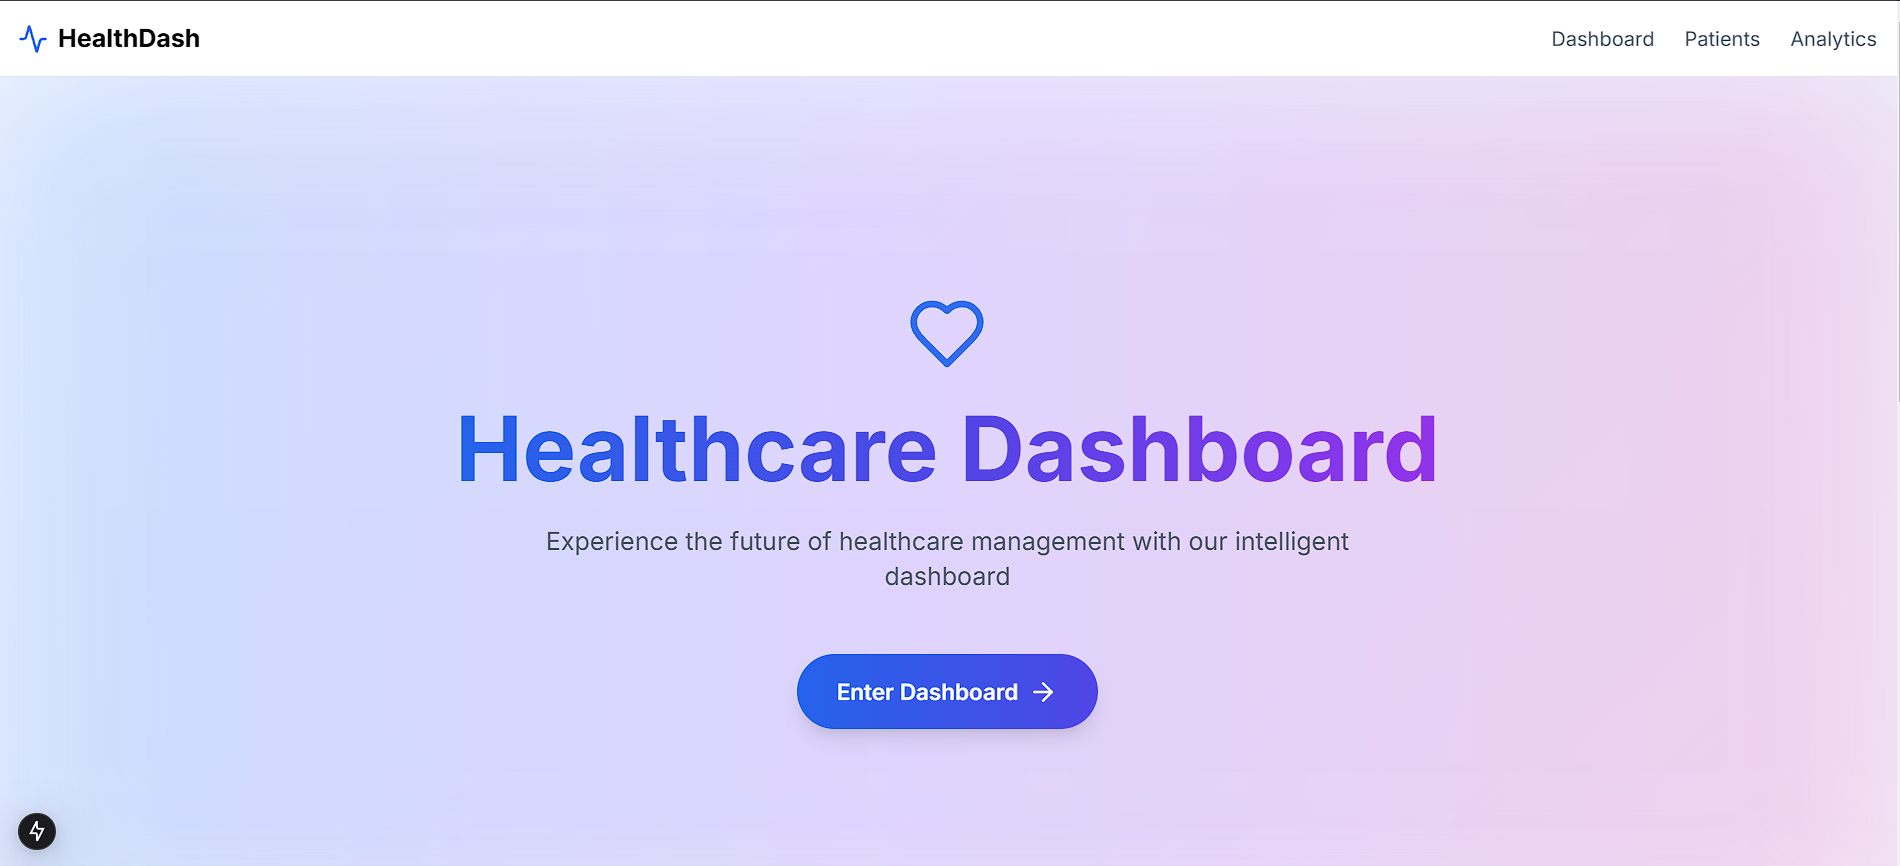 HealthDash
Dashboard
Patients
Analytics
Healthcare Dashboard
Experience the future of healthcare management with our intelligent
dashboard
Enter Dashboard